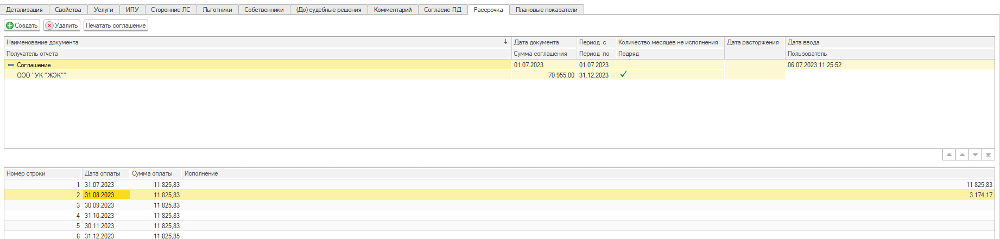 Детализация Свойства Услуги ИПУ Сторонние ЛС Льготники Собственники (До) судебные решения Комментарий Согласие ПД Рассрочка Плановые показатели
Создать Удалить Печатать соглашение
Наименование документа Дата документа Период с Количество месяцев не исполнения Дата расторжения Дата ввода
Получатель отчета Сумма соглашения Период по Подряд Пользователь
Соглашение 01.07.2023 01.07.2023 06.07.2023 11:25:52
ООО "УК "ЖЭК"" 70 955,00 31.12.2023
Номер строки Дата оплаты Сумма оплаты Исполнение
1 31.07.2023 11 825,83 11 825,83
2 31.08.2023 11 825,83 3 174,17
3 30.09.2023 11 825,83
4 31.10.2023 11 825,83
5 30.11.2023 11 825,83
6 31.12.2023 11 825,85